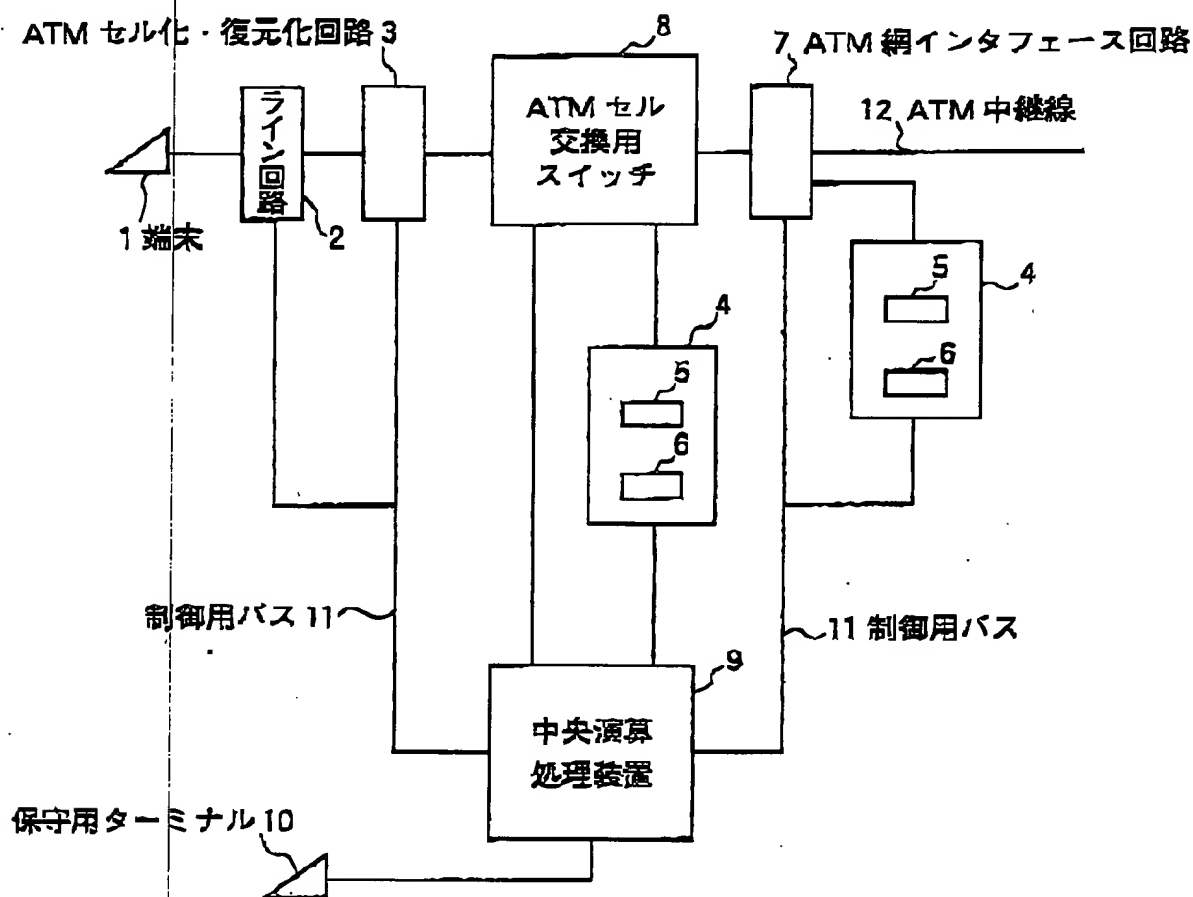 ATM セル化・復元化回路 3
8
7 ATM 網インタフェース回路
ライン回路
ATM セル
交換用
スイッチ
12 ATM 中継線
1 端末
2
4
5
6
4
5
6
制御用バス 11
11 制御用バス
9
中央演算
処理装置
保守用ターミナル 10